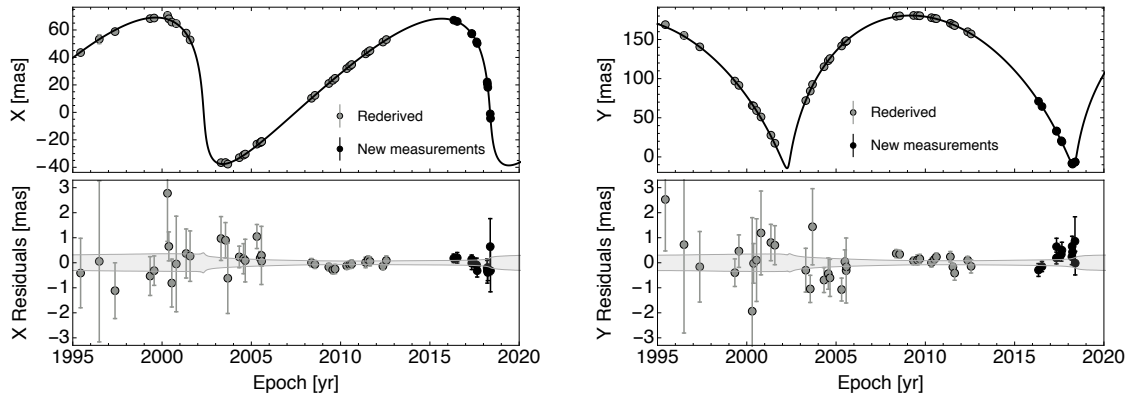 X [mas]
60
40
20
0
−20
−40
Rederived
New measurements
X Residuals [mas]
3
2
1
0
−1
−2
−3
1995 2000 2005 2010 2015 2020
Epoch [yr]
Y [mas]
150
100
50
0
Rederived
New measurements
Y Residuals [mas]
3
2
1
0
−1
−2
−3
1995 2000 2005 2010 2015 2020
Epoch [yr]